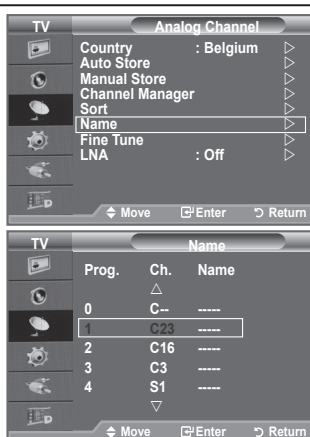 TV Analog Channel
Country : Belgium ▷
Auto Store ▷
Manual Store ▷
Channel Manager ▷
Sort ▷
Name ▷
Fine Tune ▷
LNA : Off ▷
Move Enter Return
TV Name
Prog. Ch. Name
△
0 C-- -----
1 C23 -----
2 C16 -----
3 C3 -----
4 S1 -----
▽
Move Enter Return